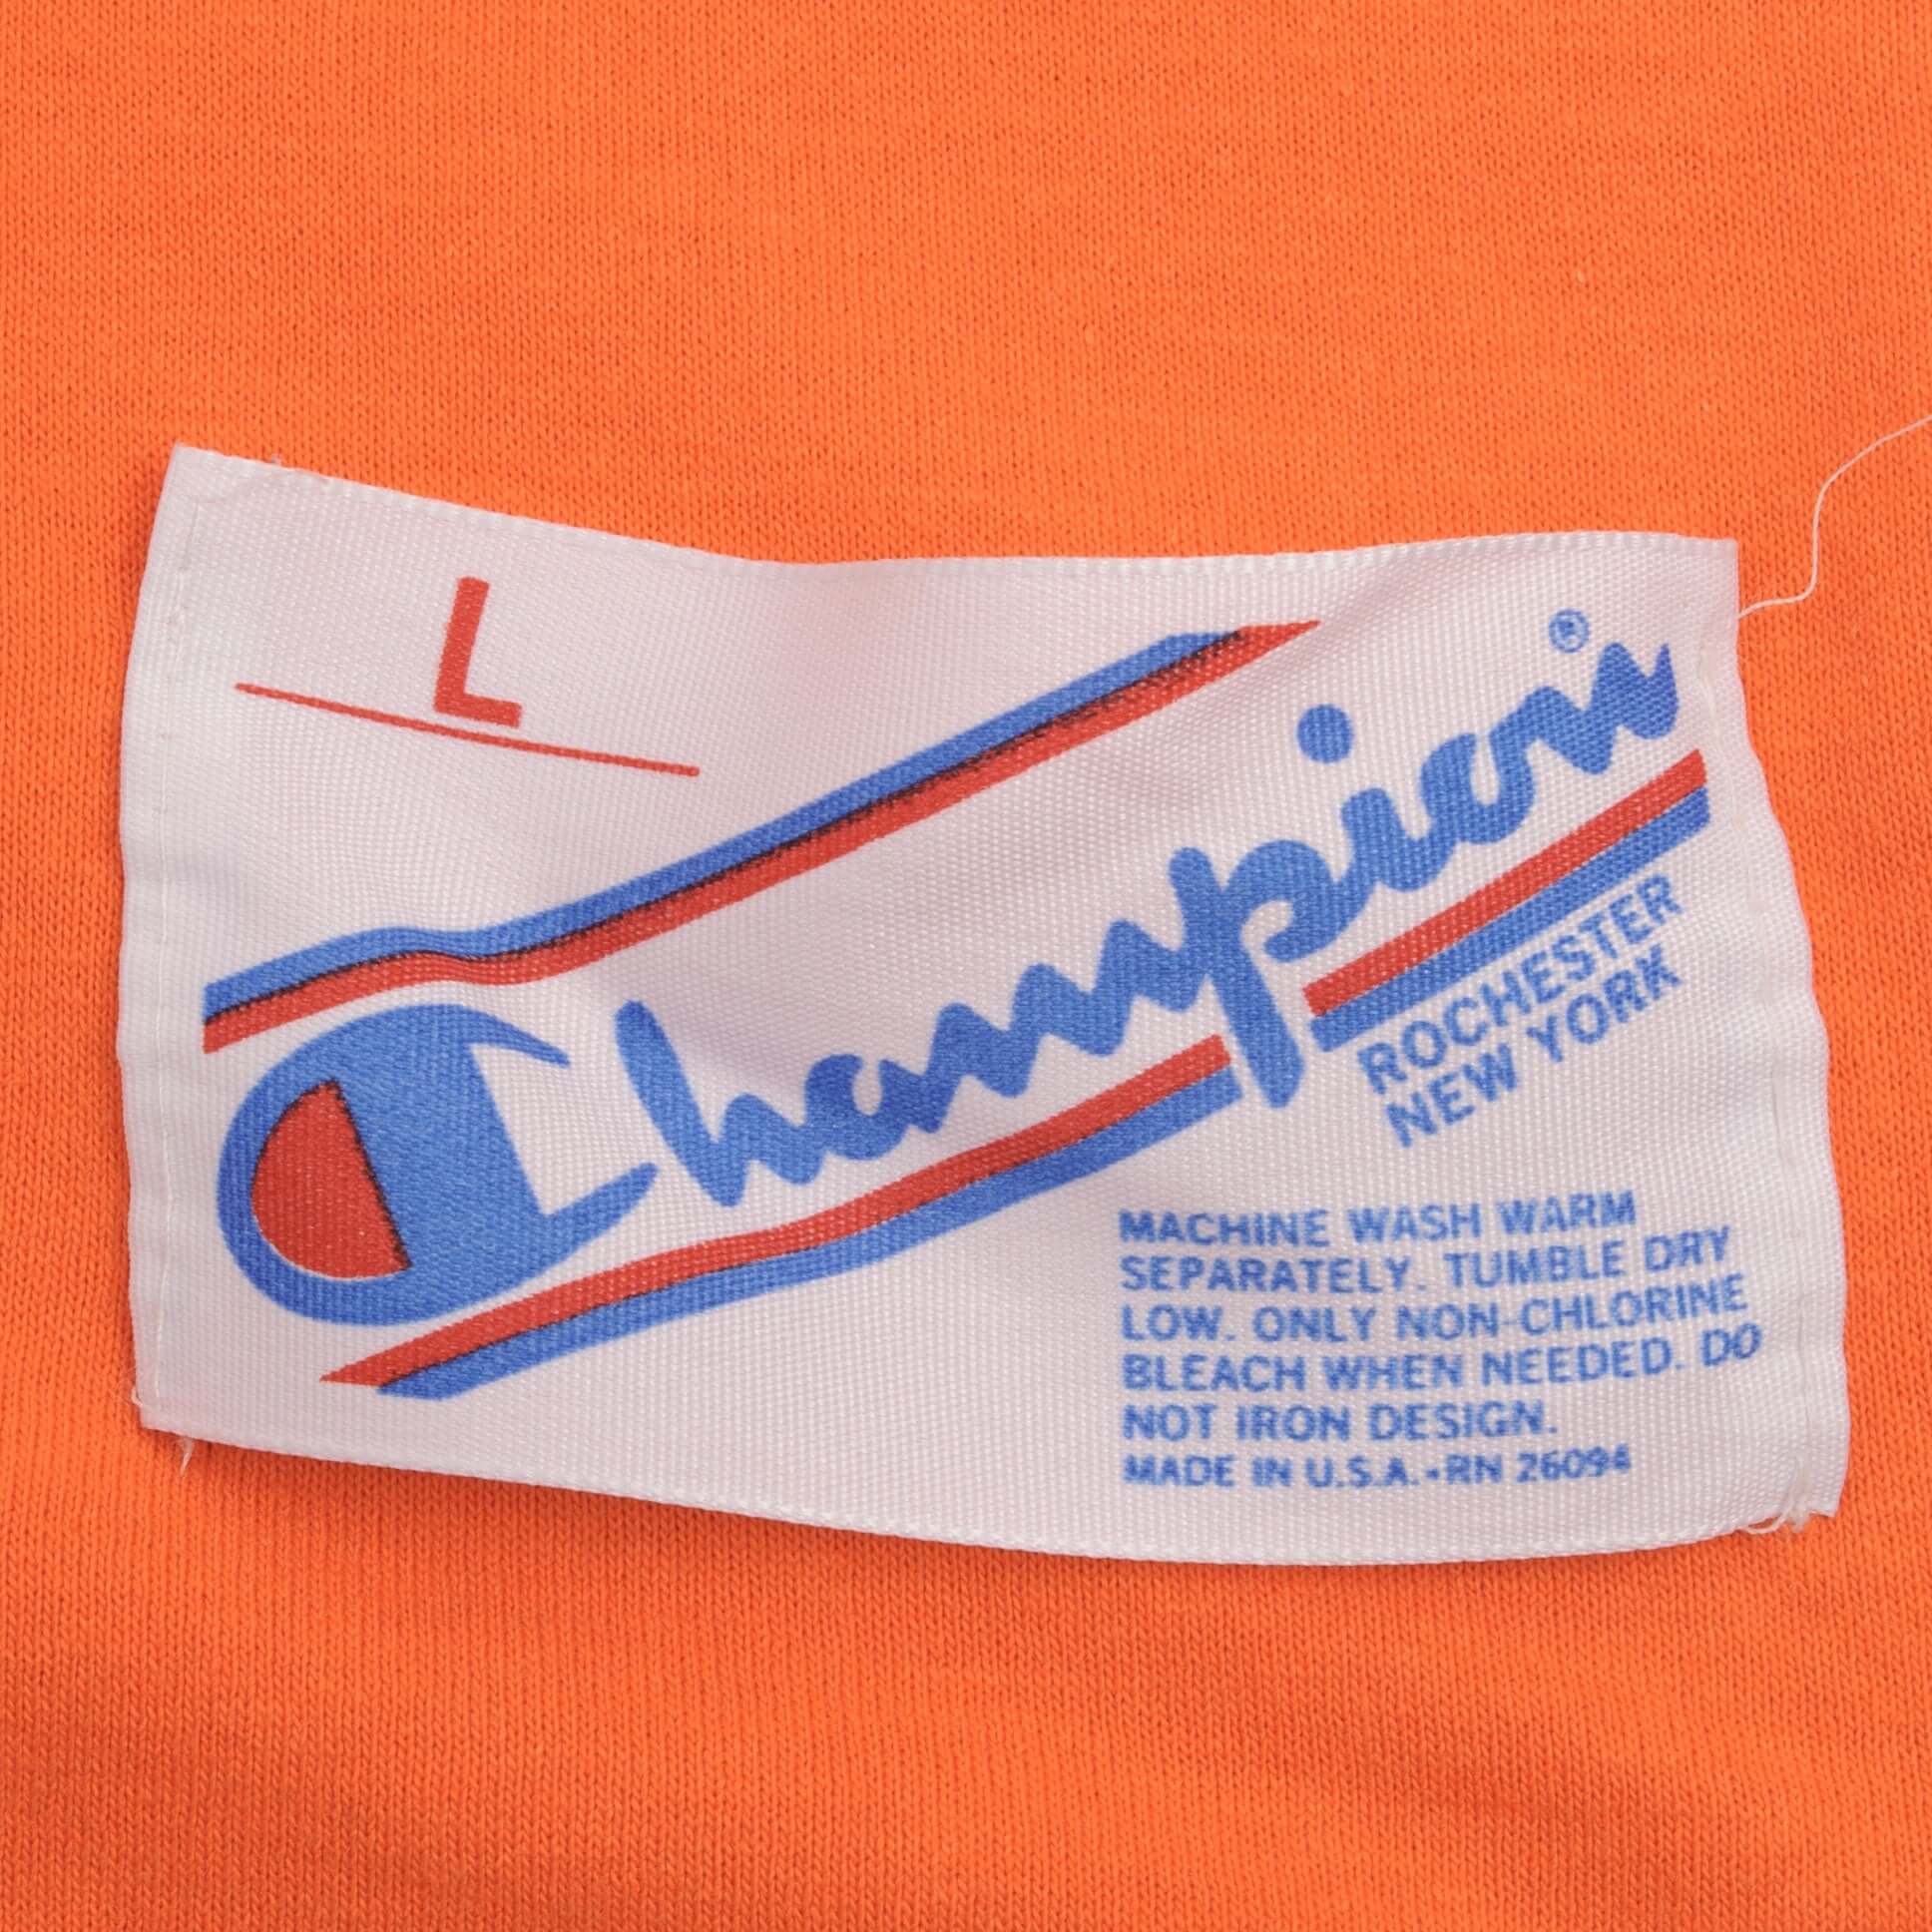 L
Champion®
ROCHESTER
NEW YORK
MACHINE WASH WARM
SEPARATELY. TUMBLE DRY
LOW. ONLY NON-CHLORINE
BLEACH WHEN NEEDED. DO
NOT IRON DESIGN.
MADE IN U.S.A.•RN 26094